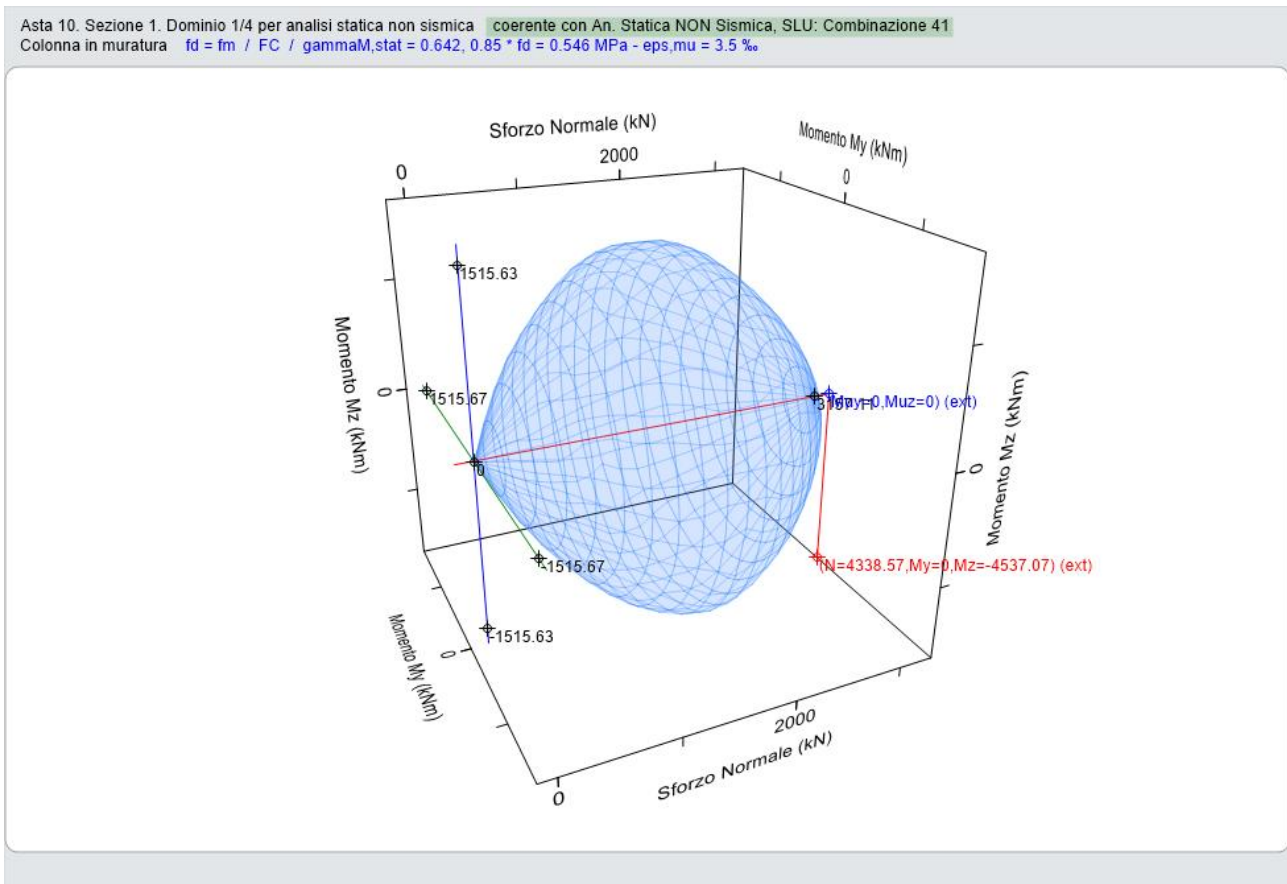 Asta 10. Sezione 1. Dominio 1/4 per analisi statica non sismica coerente con An. Statica NON Sismica, SLU: Combinazione 41
Colonna in muratura fd = fm / FC / gammaM,stat = 0.642, 0.85 * fd = 0.546 MPa - eps,mu = 3.5 ‰
Sforzo Normale (kN)
Momento My (kNm)
0
2000
0
1515.63
Momento Mz (kNm)
0
1515.67
Muz=0) (ext)
Momento Mz (kNm)
0
0
-1515.67
(N=4338.57,My=0,Mz=-4537.07) (ext)
-1515.63
Momento My (kNm)
0
2000
Sforzo Normale (kN)
0